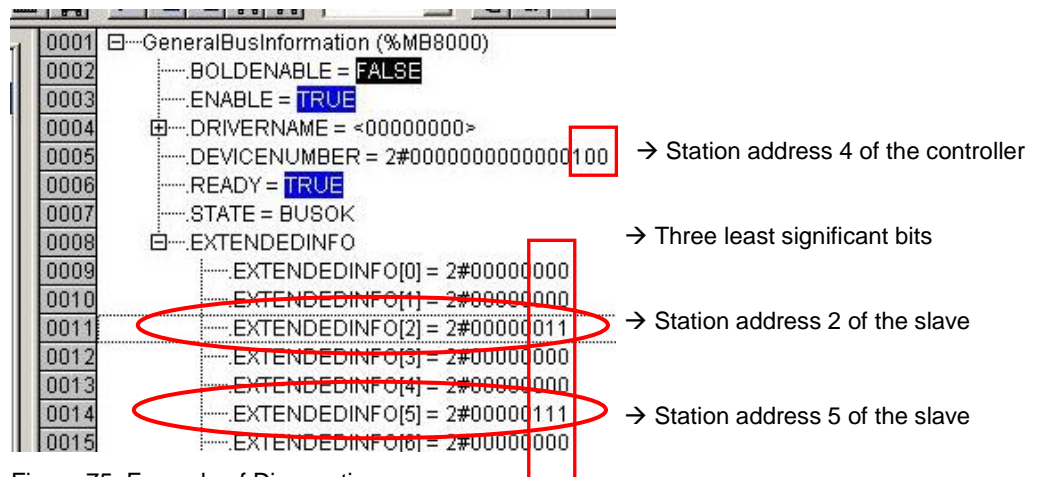 0001 GeneralBusInformation (%MB8000)
0002 .BOLDENABLE = FALSE
0003 .ENABLE = TRUE
0004 .DRIVERNAME = <00000000>
0005 .DEVICENUMBER = 2#0000000000000100 → Station address 4 of the controller
0006 .READY = TRUE
0007 .STATE = BUSOK
0008 .EXTENDEDINFO → Three least significant bits
0009 .EXTENDEDINFO[0] = 2#00000000
0010 .EXTENDEDINFO[1] = 2#00000000
0011 .EXTENDEDINFO[2] = 2#00000011 → Station address 2 of the slave
0012 .EXTENDEDINFO[3] = 2#00000000
0013 .EXTENDEDINFO[4] = 2#00000000
0014 .EXTENDEDINFO[5] = 2#00000111 → Station address 5 of the slave
0015 .EXTENDEDINFO[6] = 2#00000000